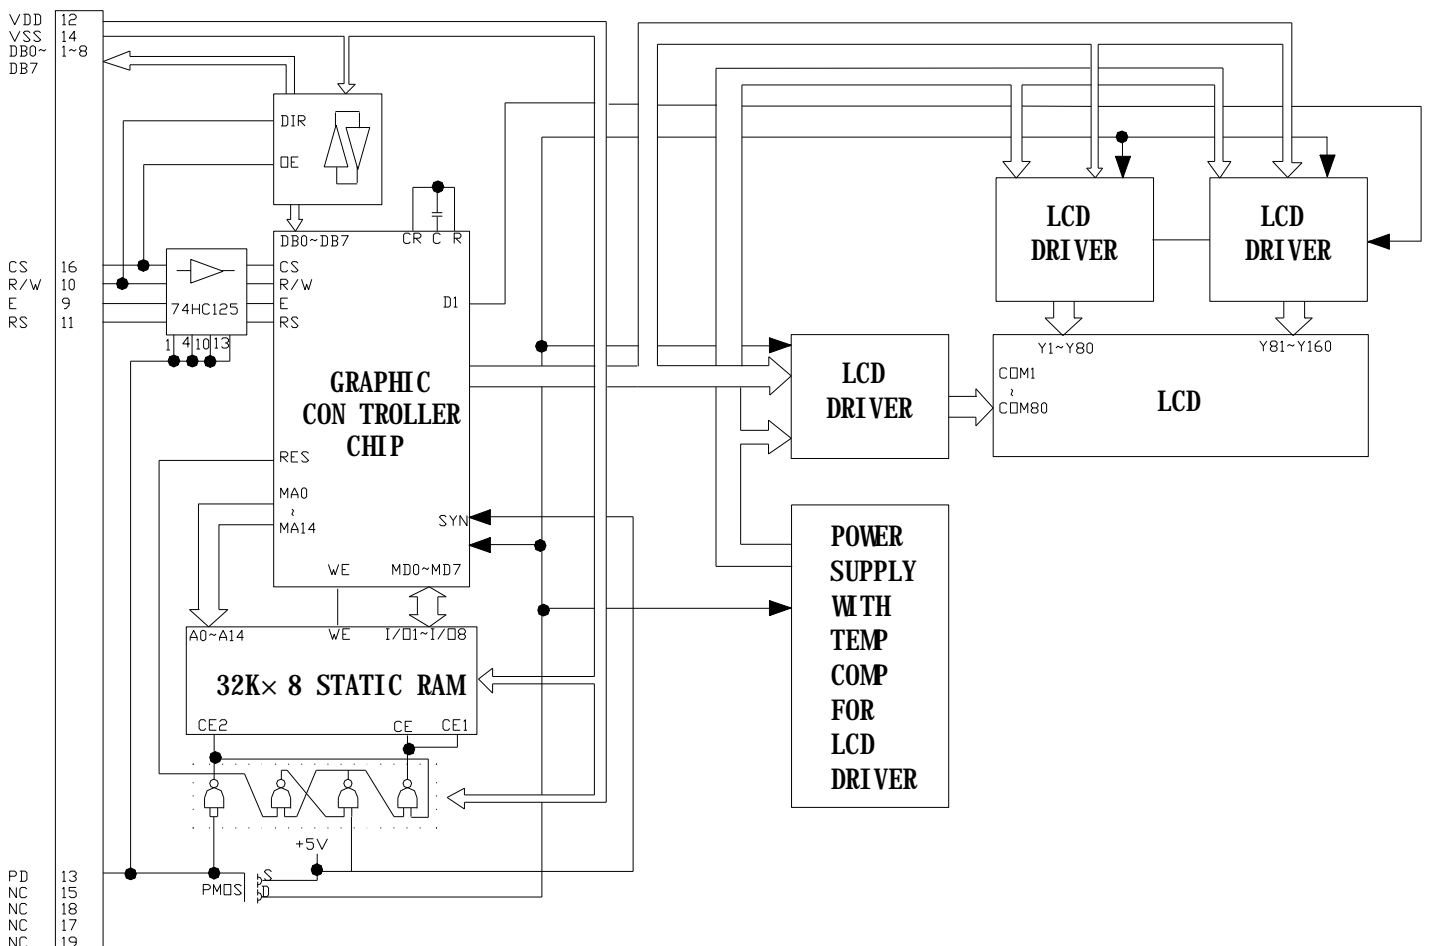 VDD 12
VSS 14
DB0~ 1~8
DB7
DIR
OE
DB0~DB7
CR C R
CS 16
R/W 10
E 9
RS 11
74HC125
1 4 10 13
CS
R/W
E
RS
D1
GRAPHIC
CON TROLLER
CHIP
RES
MA0
~
MA14
SYN
WE
MD0~MD7
A0~A14
WE
I/O1~I/O8
32K× 8 STATIC RAM
CE2
CE
CE1
+5V
PMOS
S
D
PD 13
NC 15
NC 18
NC 17
NC 19
LCD
DRIVER
LCD
DRIVER
LCD
DRIVER
Y1~Y80
Y81~Y160
COM1
~
COM80
LCD
POWER
SUPPLY
WITH
TEMP
COMP
FOR
LCD
DRIVER